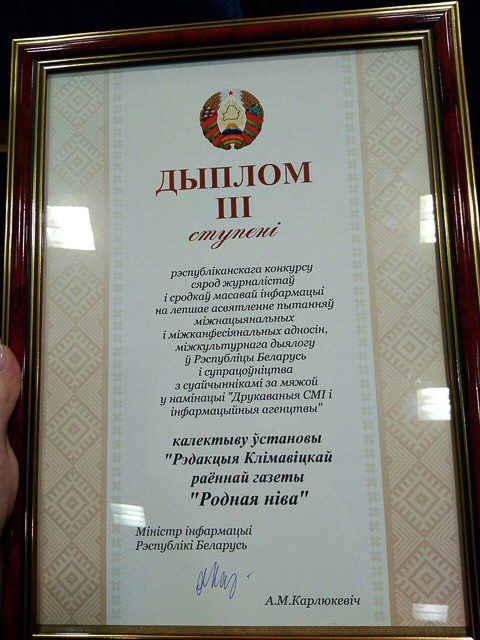 ДЫПЛОМ
III
ступені
рэспубліканскага конкурсу
сярод журналістаў
і сродкаў масавай інфармацыі
на лепшае асвятленне пытанняў
міжнацыянальных
і міжканфесіянальных адносін,
міжкультурнага дыялогу
ў Рэспубліцы Беларусь
і супрацоўніцтва
з суайчыннікамі за мяжой
у намінацыі "Друкаваныя СМІ і
інфармацыйныя агенцтвы"
калектыву ўстановы
"Рэдакцыя Клімавіцкай
раённай газеты
"Родная ніва"
Міністр інфармацыі
Рэспублікі Беларусь
А.М.Карлюкевіч